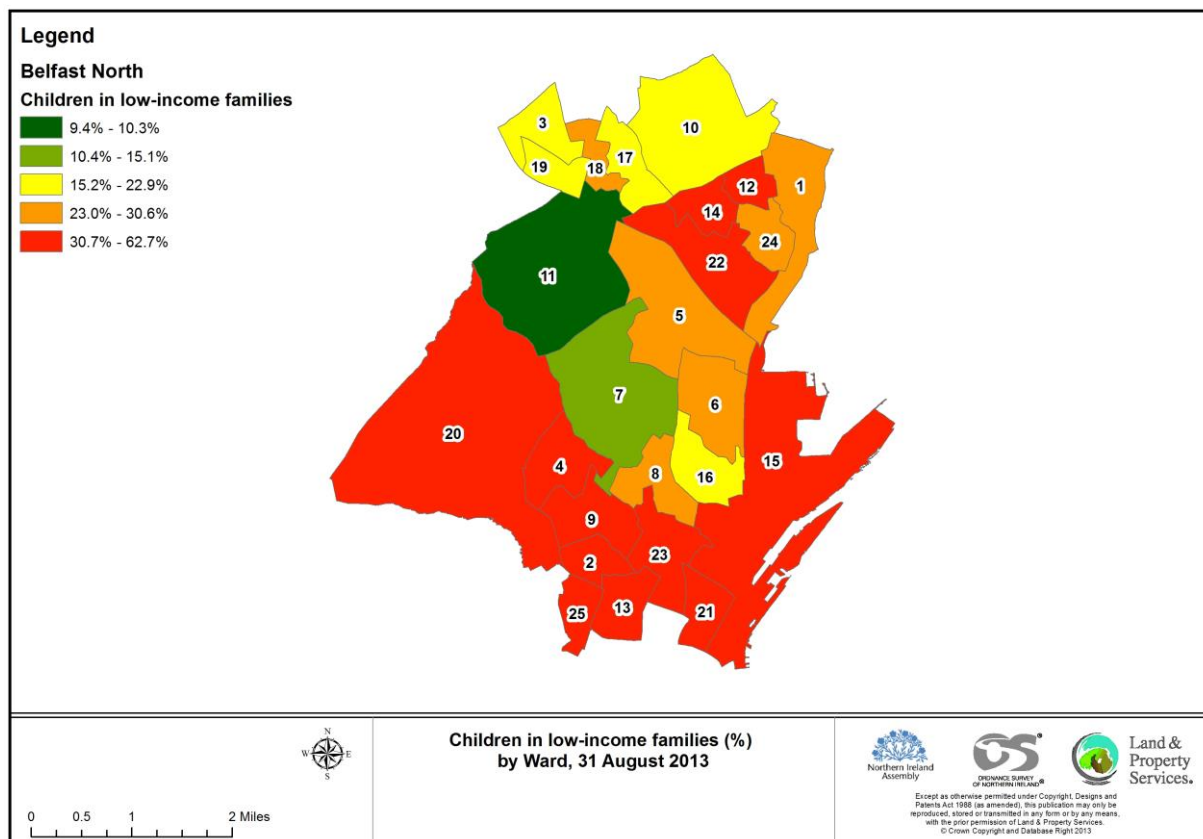 Legend
Belfast North
Children in low-income families
9.4% - 10.3%
10.4% - 15.1%
15.2% - 22.9%
23.0% - 30.6%
30.7% - 62.7%
3
10
17
19
18
12
1
14
24
22
11
5
7
6
20
4
8
16
15
9
23
2
25
13
21
N
W E
S
0 0.5 1 2 Miles
Children in low-income families (%)
by Ward, 31 August 2013
Northern Ireland
Assembly
OS®
ORDNANCE SURVEY
OF NORTHERN IRELAND®
Land &
Property
Services.
Except as otherwise permitted under Copyright, Designs and
Patents Act 1988 (as amended), this publication may only be
reproduced, stored or transmitted in any form or by any means,
with the prior permission of Land & Property Services.
© Crown Copyright and Database Right 2013